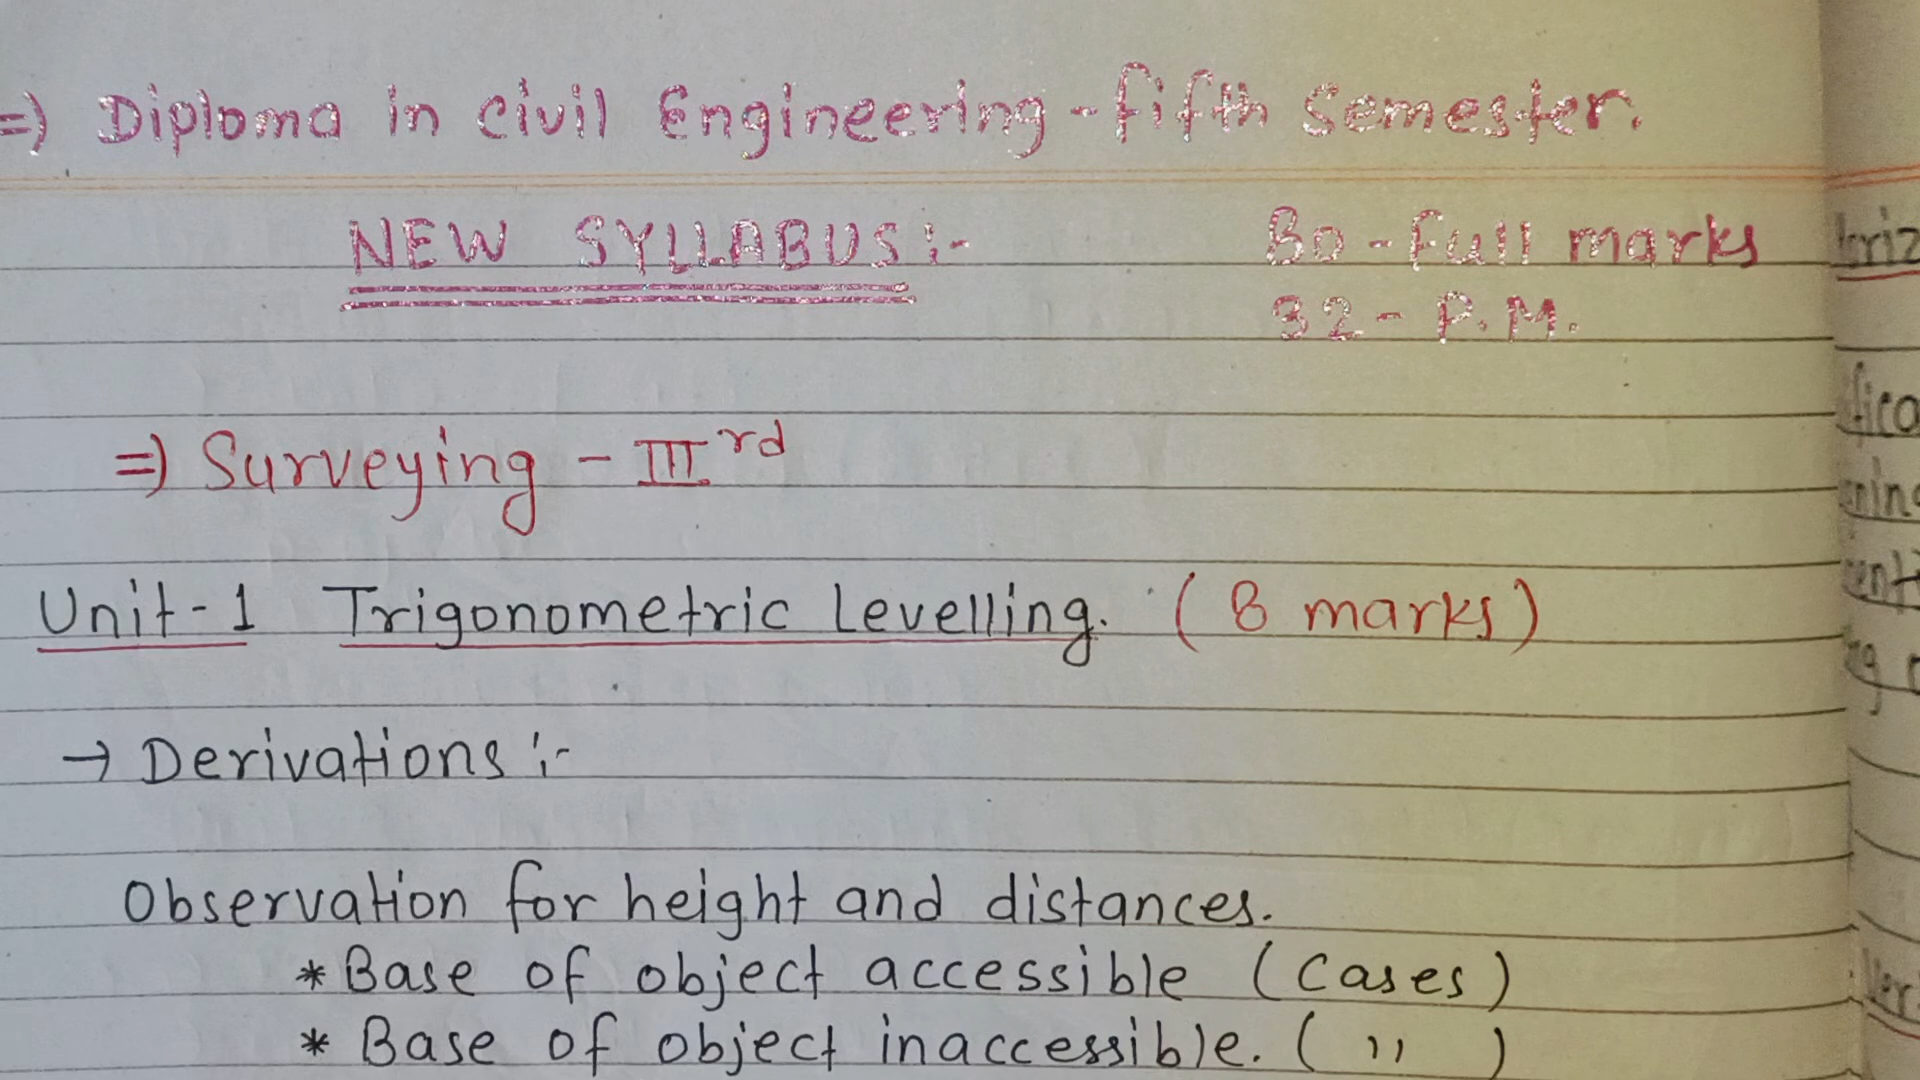 =) Diploma in Civil Engineering - Fifth Semester.
NEW SYLLABUS :-
80 - Full marks
32 - P.M.
=) Surveying - III rd
Unit - 1 Trigonometric Levelling. ( 8 marks )
→ Derivations :-
Observation for height and distances.
* Base of object accessible (Cases)
* Base of object inaccessible. ( ,, )